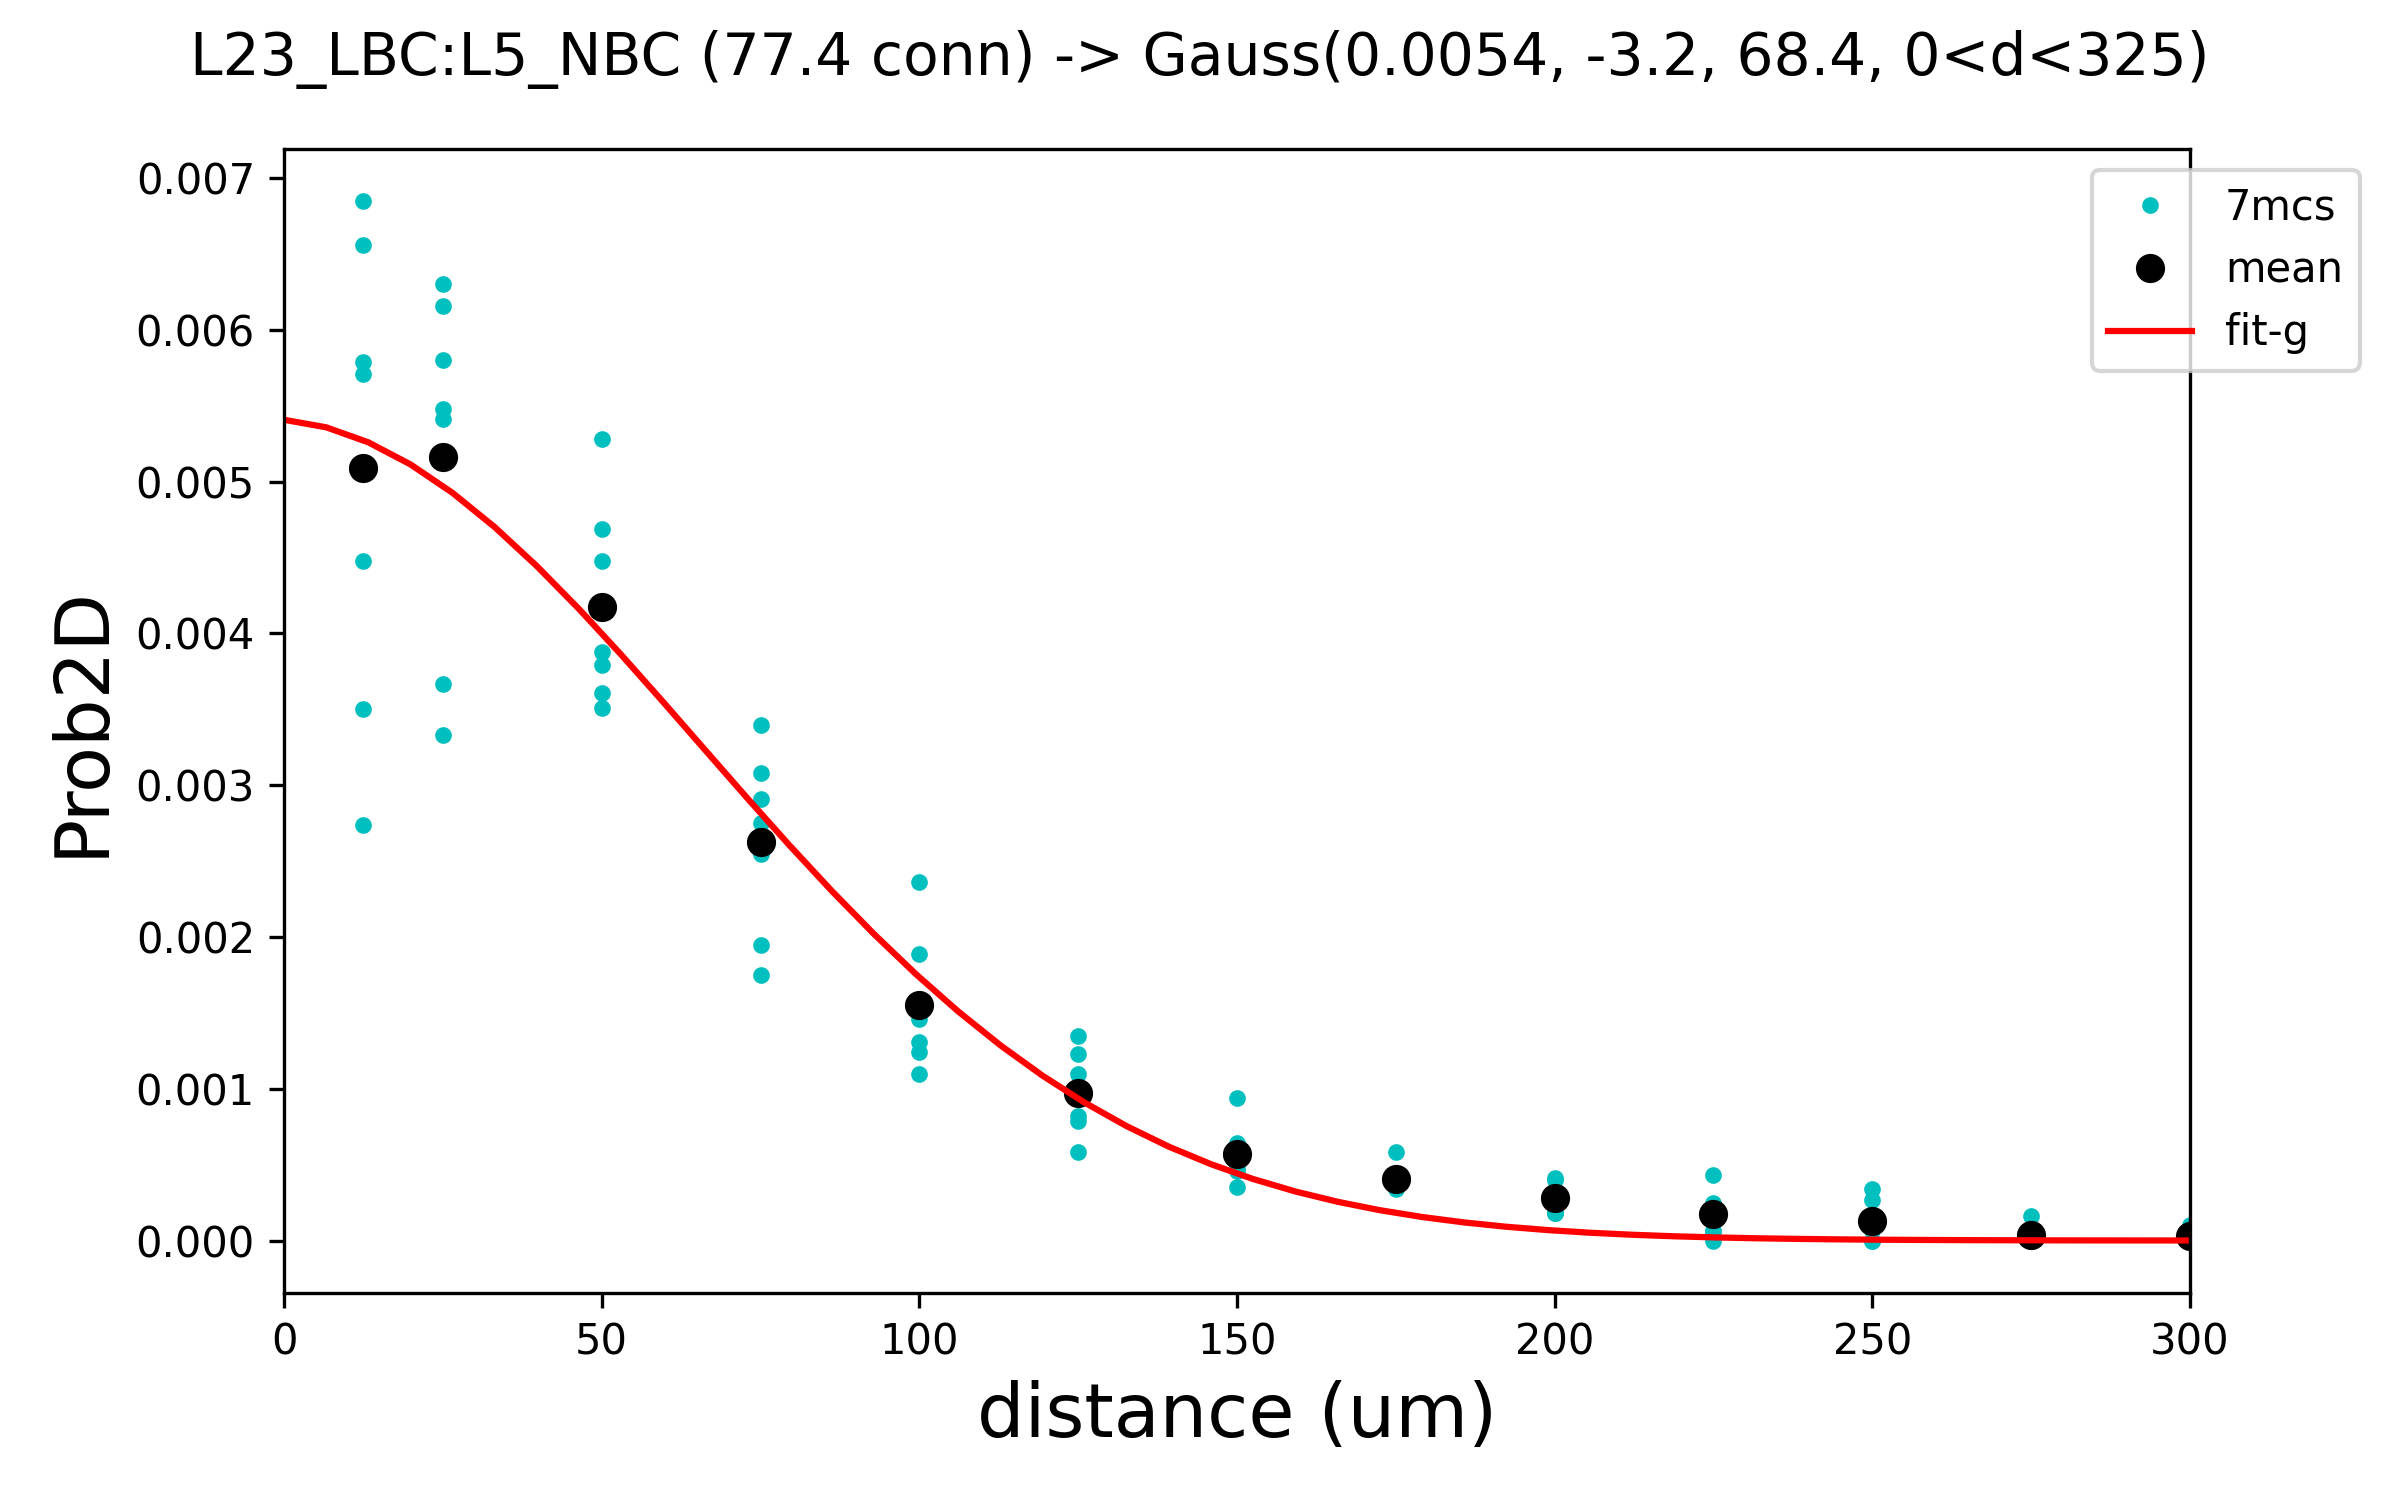 L23_LBC:L5_NBC (77.4 conn) -> Gauss(0.0054, -3.2, 68.4, 0<d<325)
7mcs
mean
fit-g
0.007
0.006
0.005
0.004
0.003
0.002
0.001
0.000
Prob2D
0 50 100 150 200 250 300
distance (um)